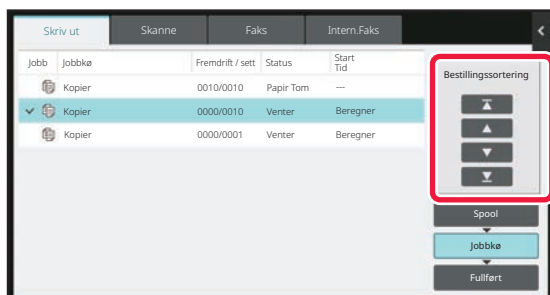 Skriv ut Skanne Faks Intern.Faks
Jobb Jobbkø Fremdrift / sett Status Start Tid
Kopier 0010/0010 Papir Tom ---
Kopier 0000/0010 Venter Beregner
Kopier 0000/0001 Venter Beregner
Bestillingssortering
Spool
Jobbkø
Fullført